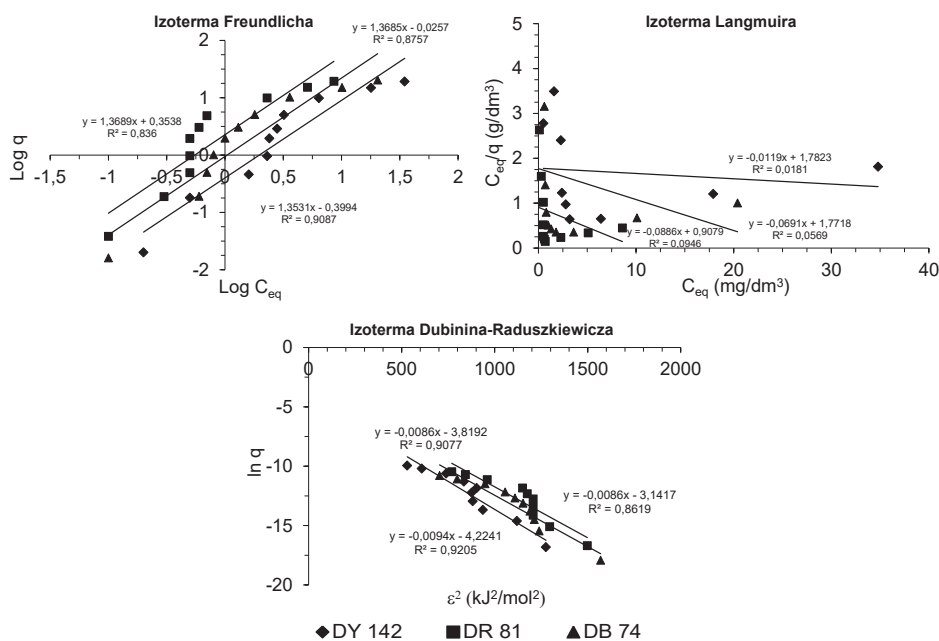 Izoterma Freundlicha
y = 1,3685x - 0,0257
R² = 0,8757
y = 1,3689x + 0,3538
R² = 0,836
y = 1,3531x - 0,3994
R² = 0,9087
Log q
2
1
0
-1
-2
-1,5
-1
-0,5
0
0,5
1
1,5
2
Log Ceq
Izoterma Langmuira
Ceq/q (g/dm³)
5
4
3
2
1
0
y = -0,0119x + 1,7823
R² = 0,0181
y = -0,0691x + 1,7718
R² = 0,0569
y = -0,0886x + 0,9079
R² = 0,0946
0
10
20
30
40
Ceq (mg/dm³)
Izoterma Dubinina-Raduszkiewicza
0
500
1000
1500
2000
0
-5
-10
-15
-20
ln q
y = -0,0086x - 3,8192
R² = 0,9077
y = -0,0086x - 3,1417
R² = 0,8619
y = -0,0094x - 4,2241
R² = 0,9205
ε² (kJ²/mol²)
DY 142 DR 81 DB 74